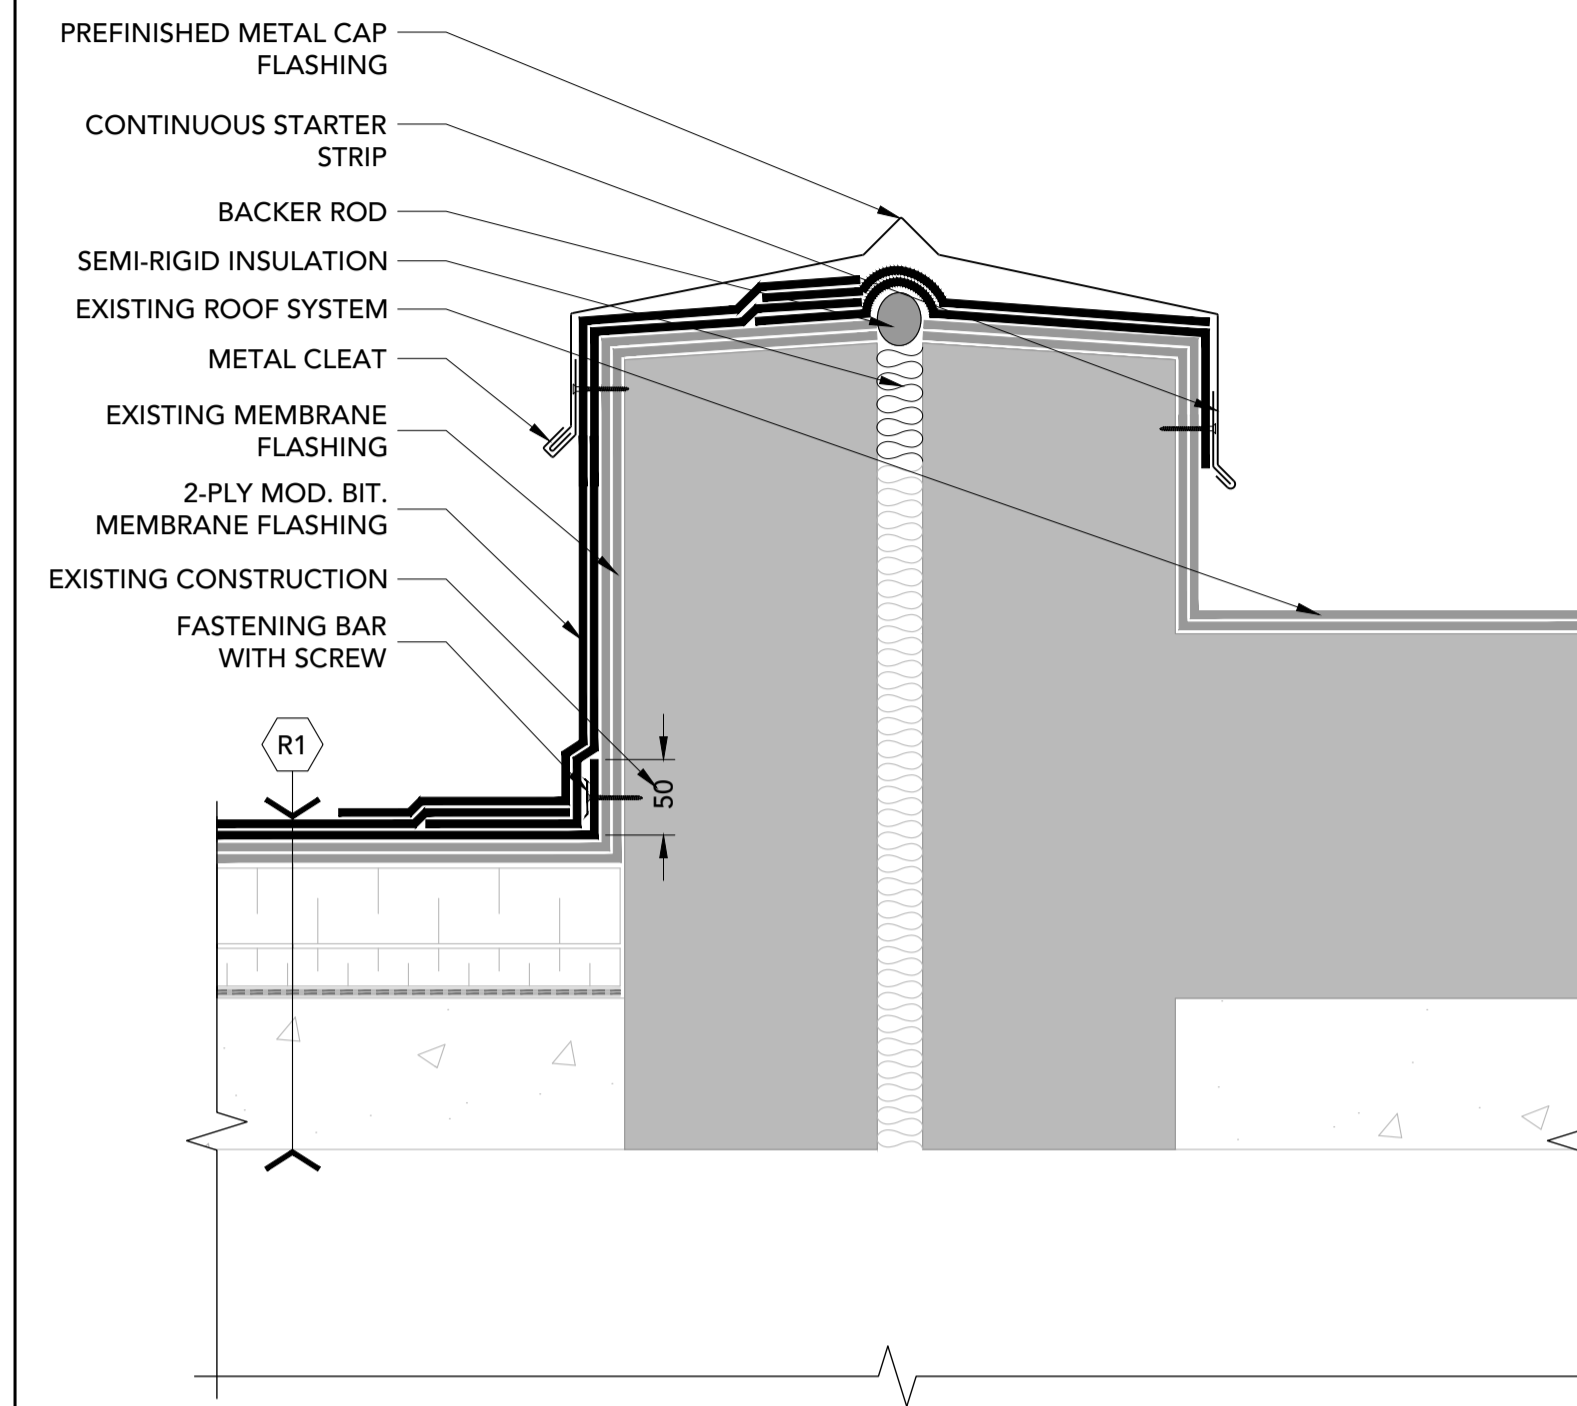 PREFINISHED METAL CAP
FLASHING
CONTINUOUS STARTER
STRIP
BACKER ROD
SEMI-RIGID INSULATION
EXISTING ROOF SYSTEM
METAL CLEAT
EXISTING MEMBRANE
FLASHING
2-PLY MOD. BIT.
MEMBRANE FLASHING
EXISTING CONSTRUCTION
FASTENING BAR
WITH SCREW
R1
50